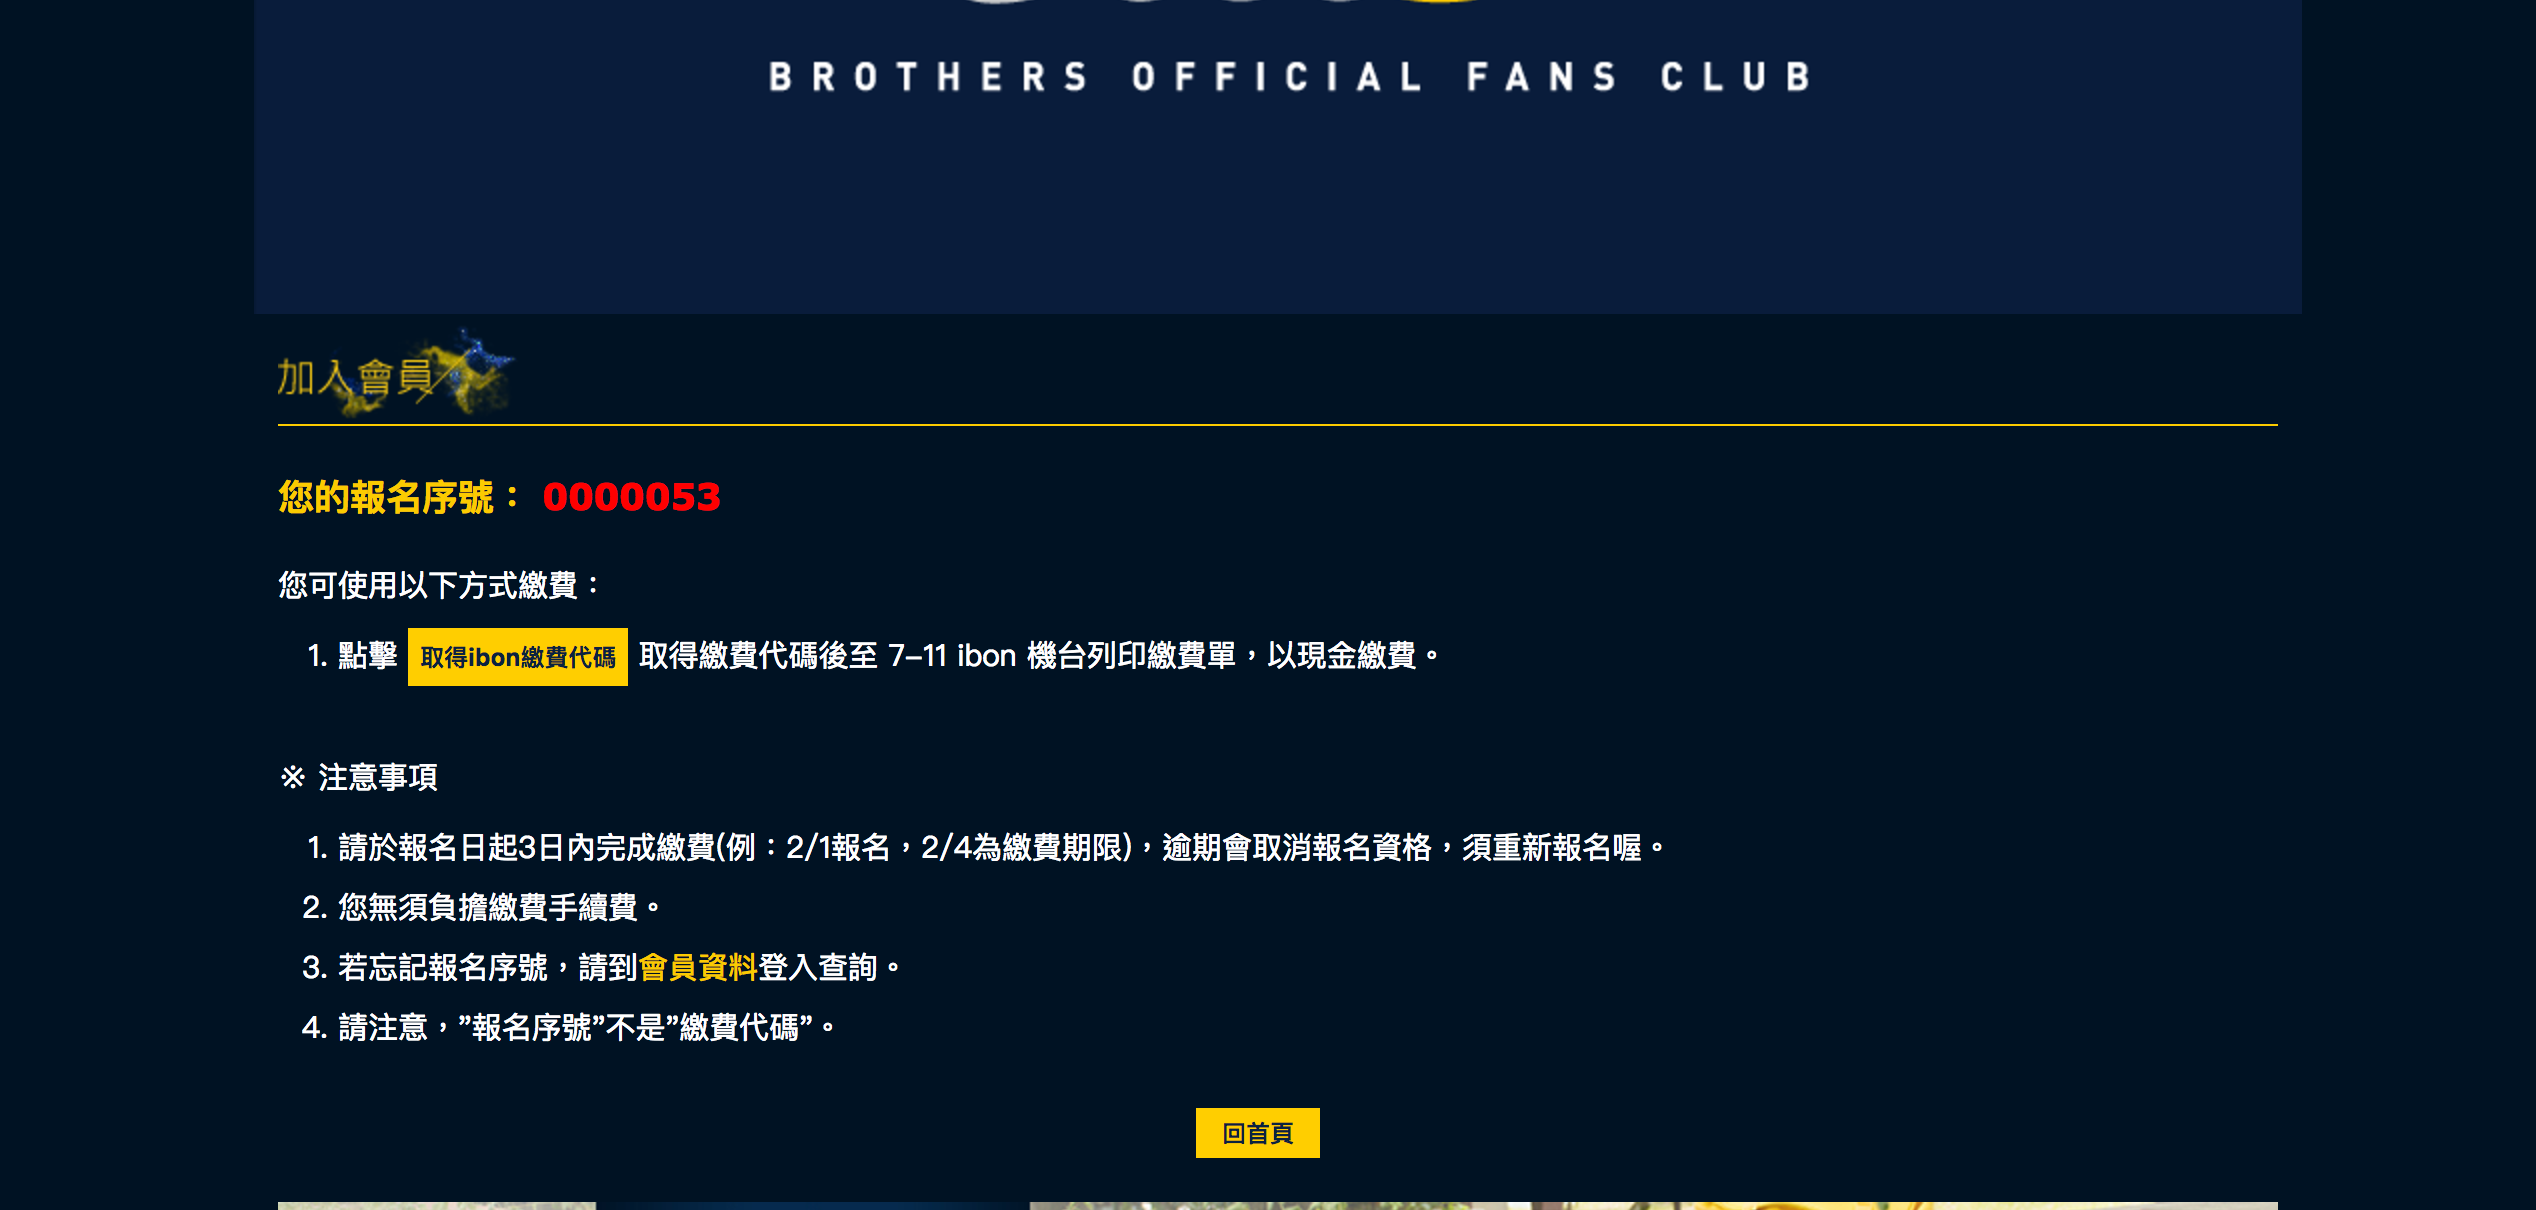 BROTHERS OFFICIAL FANS CLUB
加入會員
您的報名序號： 0000053
您可使用以下方式繳費：
1. 點擊 取得ibon繳費代碼 取得繳費代碼後至 7-11 ibon 機台列印繳費單，以現金繳費。
※ 注意事項
1. 請於報名日起3日內完成繳費(例：2/1報名，2/4為繳費期限)，逾期會取消報名資格，須重新報名喔。
2. 您無須負擔繳費手續費。
3. 若忘記報名序號，請到會員資料登入查詢。
4. 請注意，”報名序號”不是”繳費代碼”。
回首頁